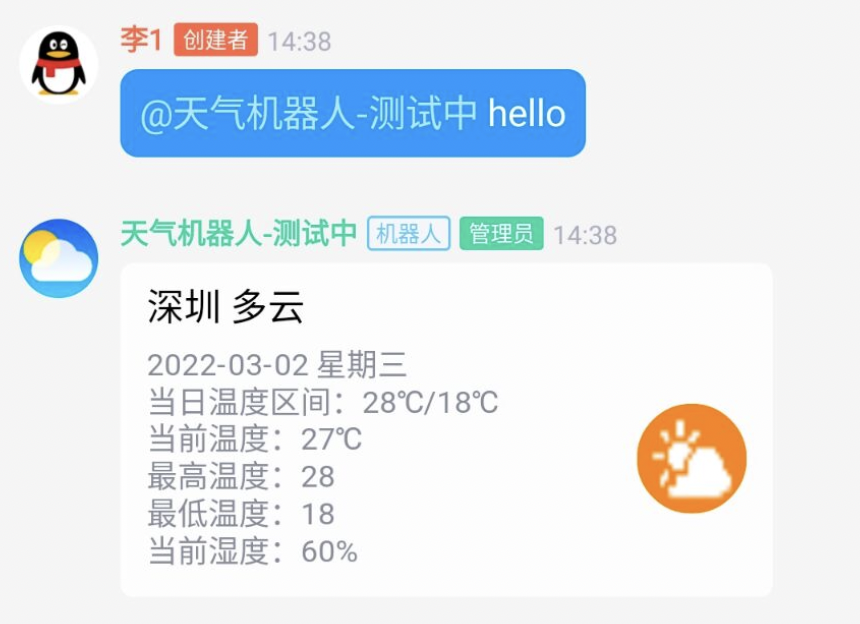 李1 创建者 14:38
@天气机器人-测试中 hello
天气机器人-测试中 机器人 管理员 14:38
深圳 多云
2022-03-02 星期三
当日温度区间：28℃/18℃
当前温度：27℃
最高温度：28
最低温度：18
当前湿度：60%